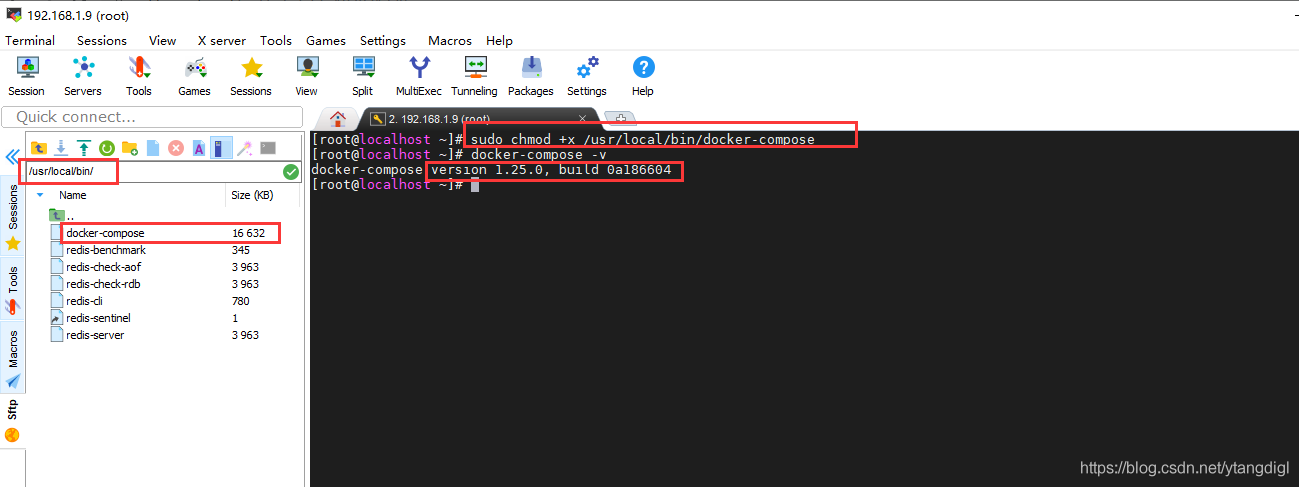 192.168.1.9 (root)
Terminal Sessions View X server Tools Games Settings Macros Help
Session Servers Tools Games Sessions View Split MultiExec Tunneling Packages Settings Help
Quick connect...
2. 192.168.1.9 (root)
/usr/local/bin/
Name Size (KB)
..
docker-compose 16 632
redis-benchmark 345
redis-check-aof 3 963
redis-check-rdb 3 963
redis-cli 780
redis-sentinel 1
redis-server 3 963
Sessions
Tools
Macros
Sftp
[root@localhost ~]# sudo chmod +x /usr/local/bin/docker-compose
[root@localhost ~]# docker-compose -v
docker-compose version 1.25.0, build 0a186604
[root@localhost ~]#
https://blog.csdn.net/ytangdigl